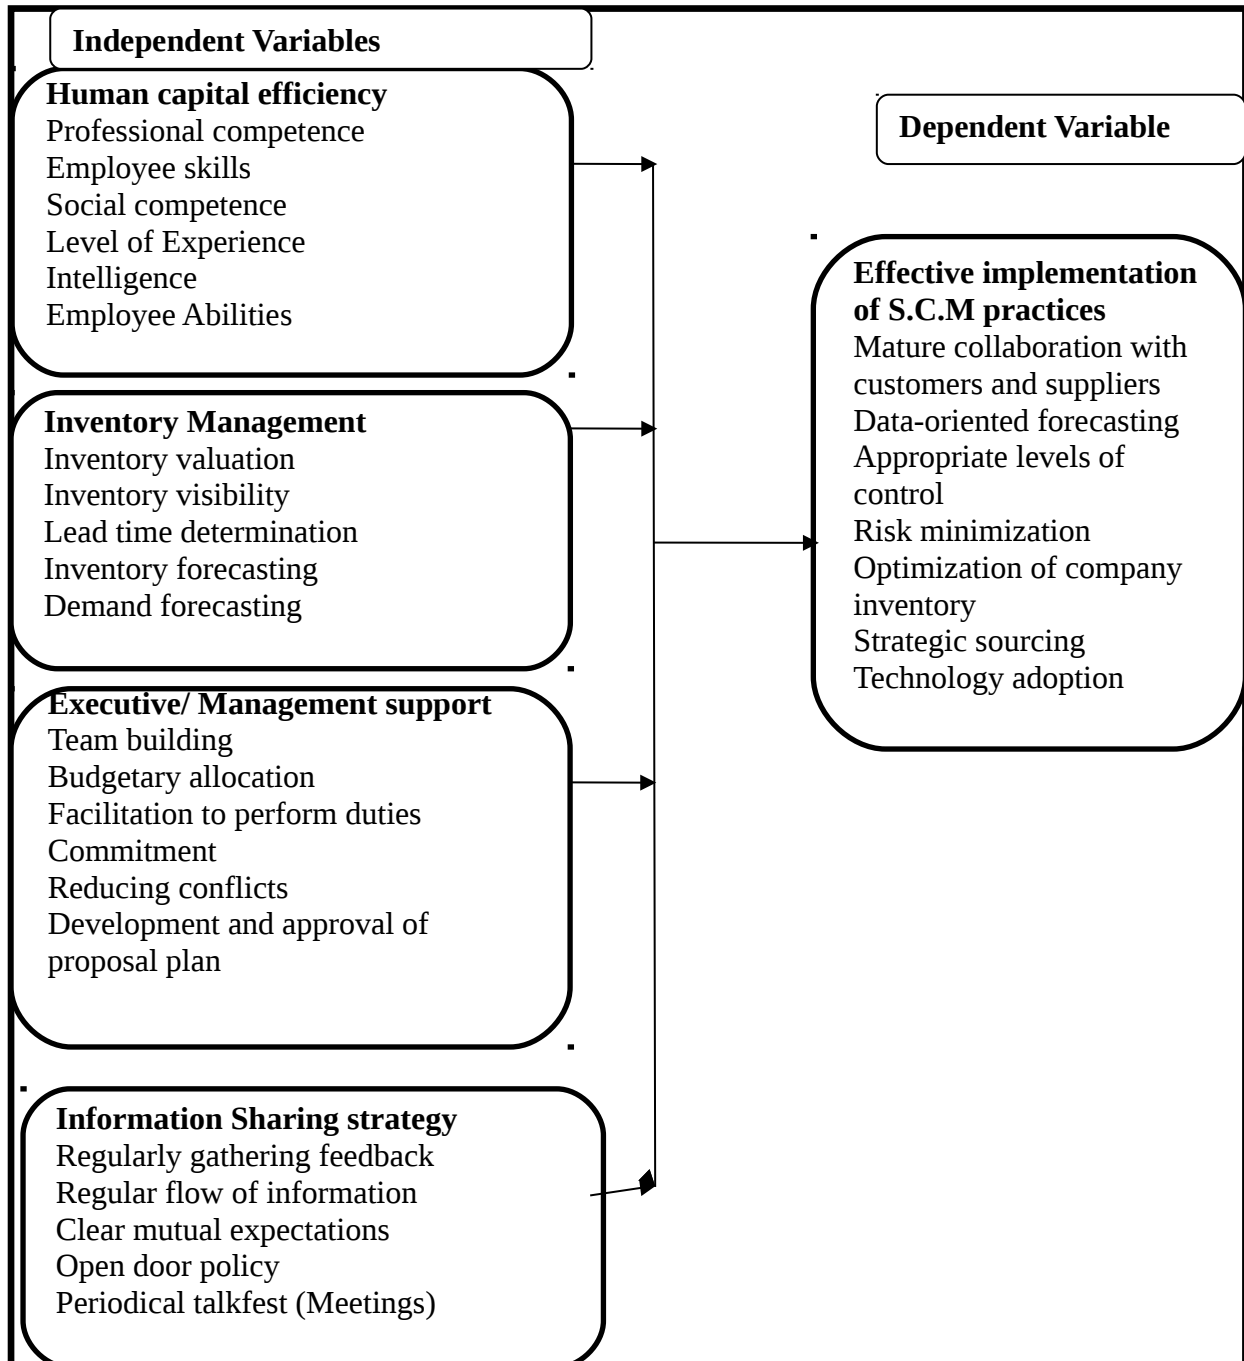 Independent Variables
Human capital efficiency
Professional competence
Employee skills
Social competence
Level of Experience
Intelligence
Employee Abilities
Inventory Management
Inventory valuation
Inventory visibility
Lead time determination
Inventory forecasting
Demand forecasting
Executive/ Management support
Team building
Budgetary allocation
Facilitation to perform duties
Commitment
Reducing conflicts
Development and approval of
proposal plan
Information Sharing strategy
Regularly gathering feedback
Regular flow of information
Clear mutual expectations
Open door policy
Periodical talkfest (Meetings)
Dependent Variable
Effective implementation
of S.C.M practices
Mature collaboration with
customers and suppliers
Data-oriented forecasting
Appropriate levels of
control
Risk minimization
Optimization of company
inventory
Strategic sourcing
Technology adoption